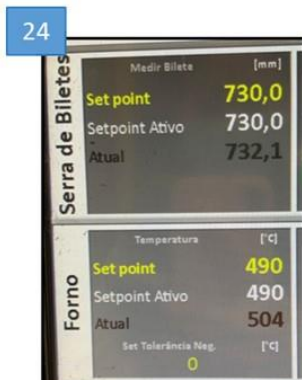 24
Serra de Biletes
Medir Bilete [mm]
Set point 730,0
Setpoint Ativo 730,0
Atual 732,1
Forno
Temperatura [°C]
Set point 490
Setpoint Ativo 490
Atual 504
Set Tolerância Neg. [°C]
0